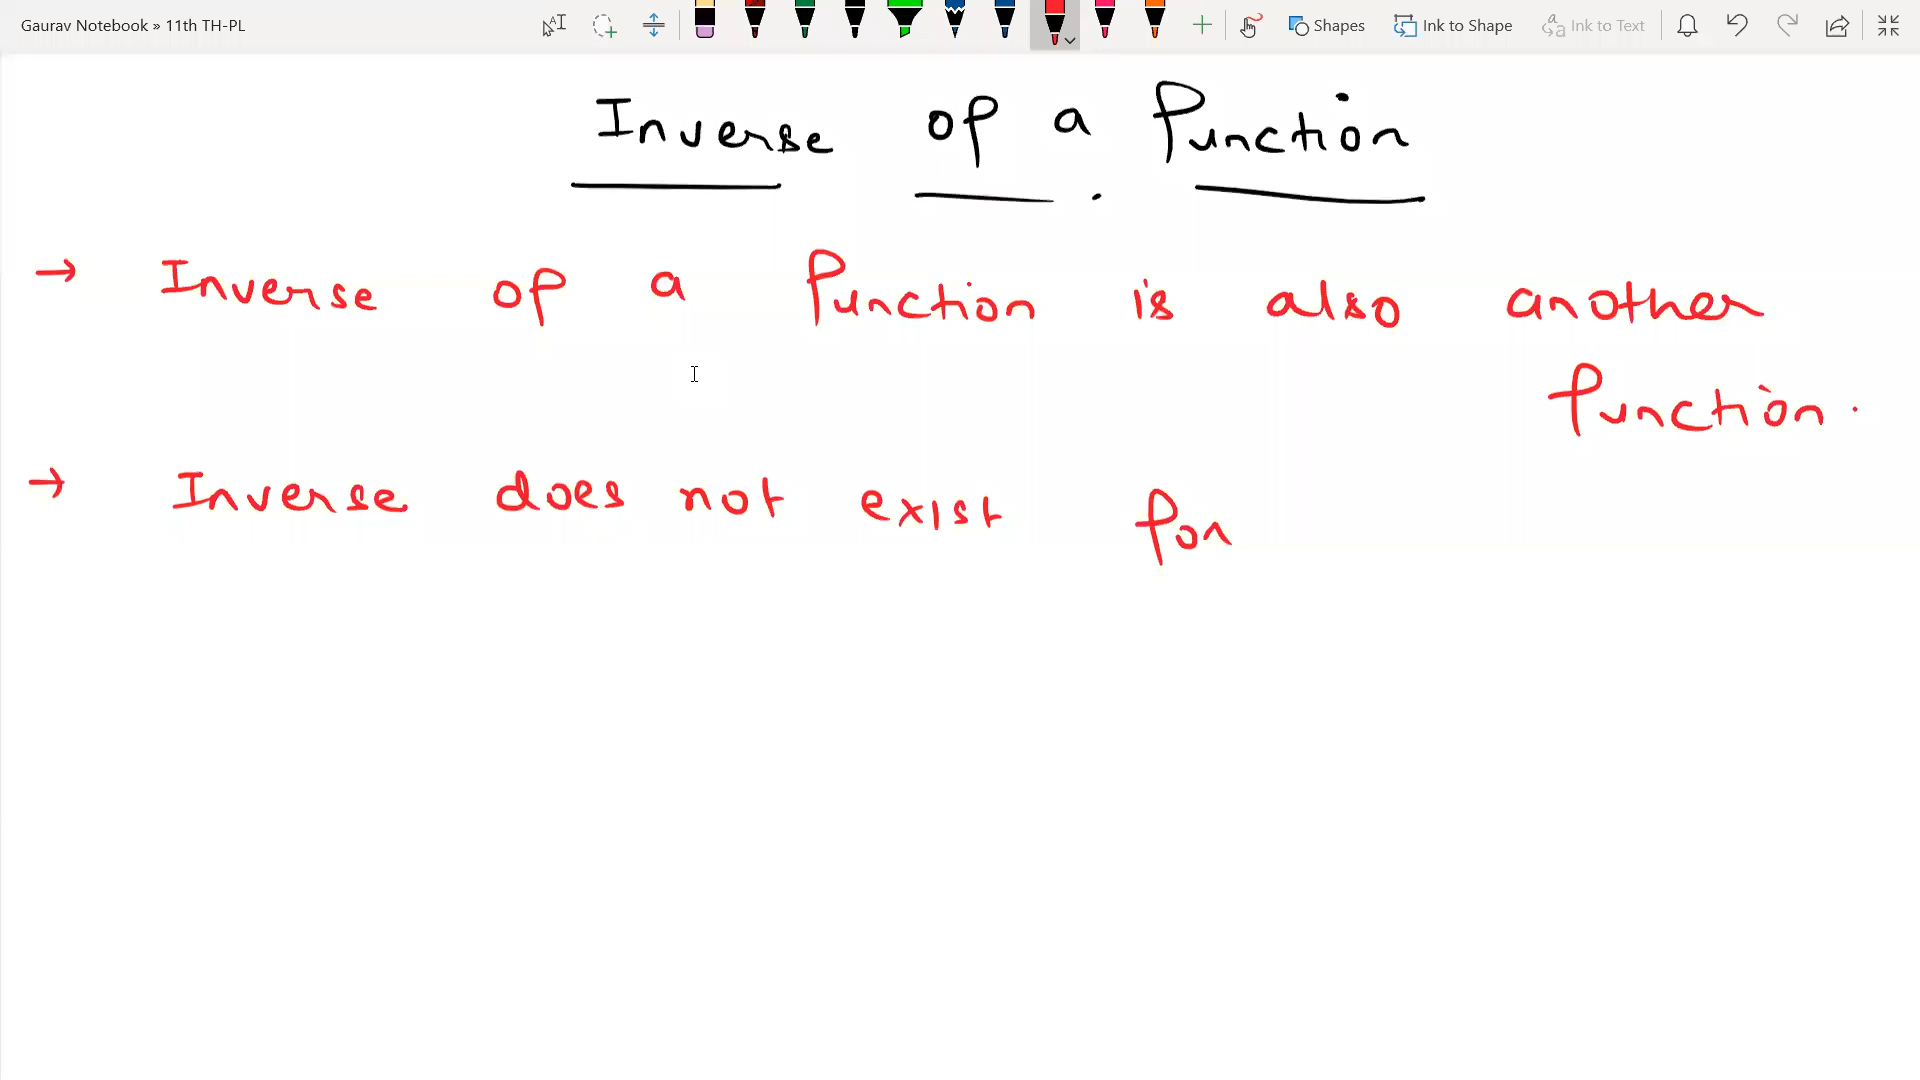 Gaurav Notebook » 11th TH-PL
Shapes
Ink to Shape
Ink to Text
Inverse of a function
→ Inverse of a function is also another
function.
→ Inverse does not exist for